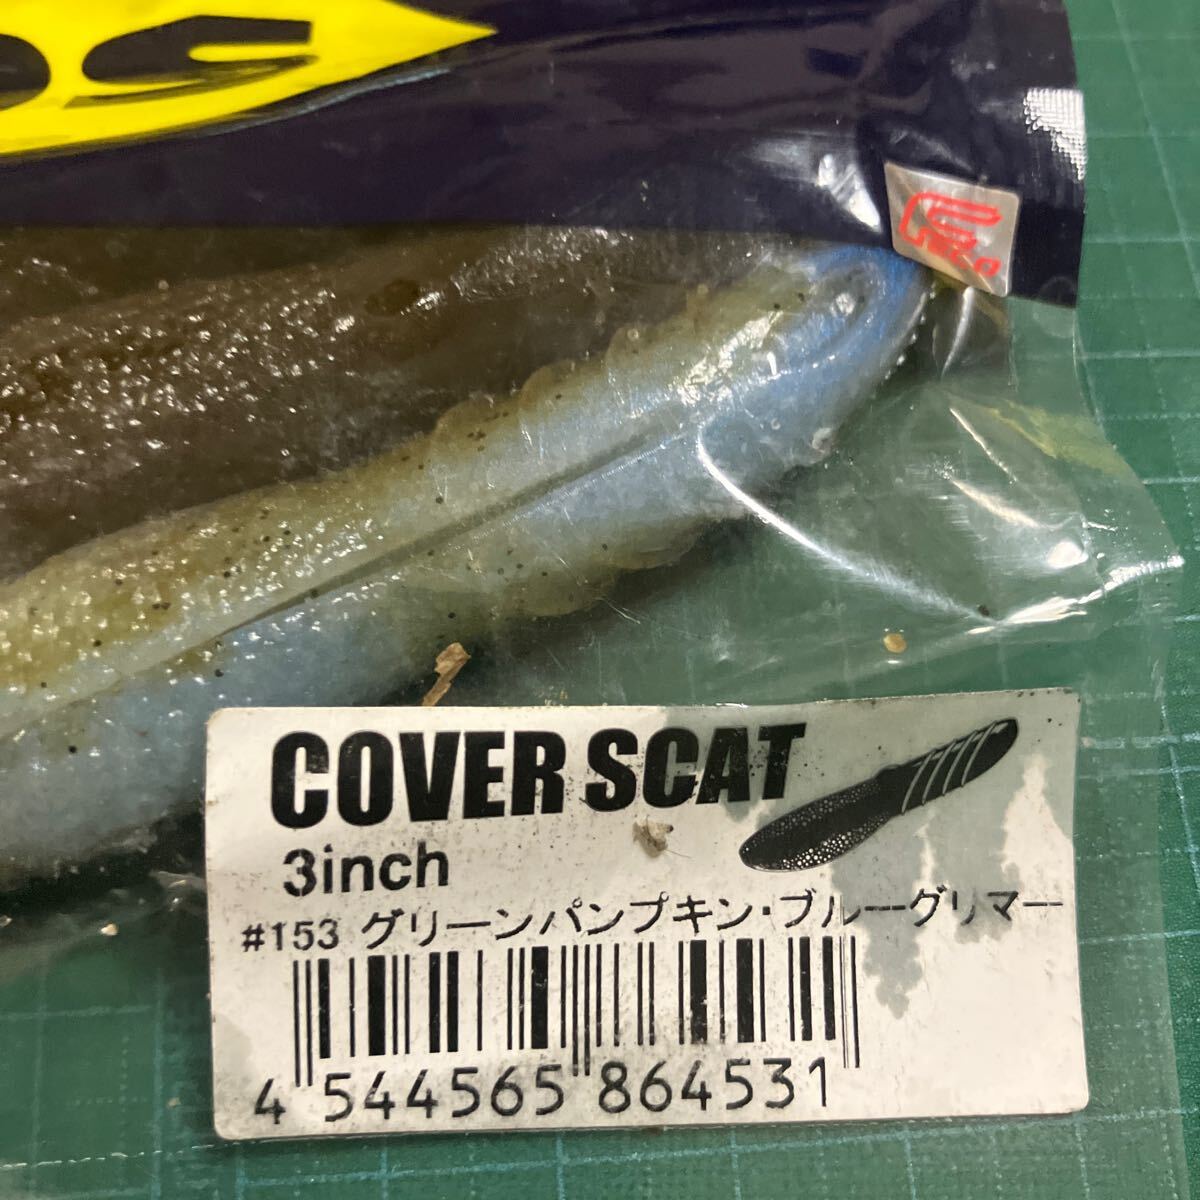 COVER SCAT
3inch
#153 グリーンパンプキン・ブルーグリマー
4 544565 864531